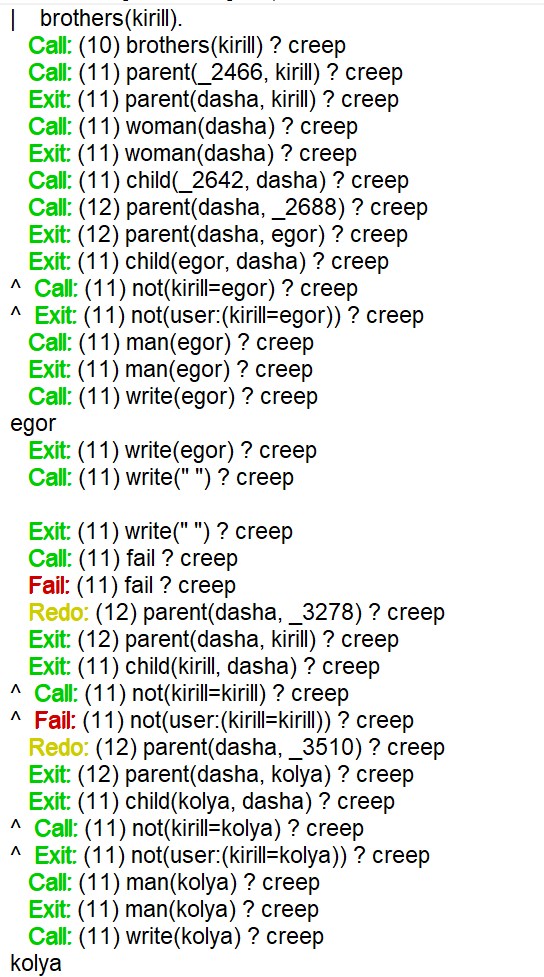 |    brothers(kirill).
Call: (10) brothers(kirill) ? creep
Call: (11) parent(_2466, kirill) ? creep
Exit: (11) parent(dasha, kirill) ? creep
Call: (11) woman(dasha) ? creep
Exit: (11) woman(dasha) ? creep
Call: (11) child(_2642, dasha) ? creep
Call: (12) parent(dasha, _2688) ? creep
Exit: (12) parent(dasha, egor) ? creep
Exit: (11) child(egor, dasha) ? creep
^  Call: (11) not(kirill=egor) ? creep
^  Exit: (11) not(user:(kirill=egor)) ? creep
Call: (11) man(egor) ? creep
Exit: (11) man(egor) ? creep
Call: (11) write(egor) ? creep
egor
Exit: (11) write(egor) ? creep
Call: (11) write(" ") ? creep
Exit: (11) write(" ") ? creep
Call: (11) fail ? creep
Fail: (11) fail ? creep
Redo: (12) parent(dasha, _3278) ? creep
Exit: (12) parent(dasha, kirill) ? creep
Exit: (11) child(kirill, dasha) ? creep
^  Call: (11) not(kirill=kirill) ? creep
^  Fail: (11) not(user:(kirill=kirill)) ? creep
Redo: (12) parent(dasha, _3510) ? creep
Exit: (12) parent(dasha, kolya) ? creep
Exit: (11) child(kolya, dasha) ? creep
^  Call: (11) not(kirill=kolya) ? creep
^  Exit: (11) not(user:(kirill=kolya)) ? creep
Call: (11) man(kolya) ? creep
Exit: (11) man(kolya) ? creep
Call: (11) write(kolya) ? creep
kolya